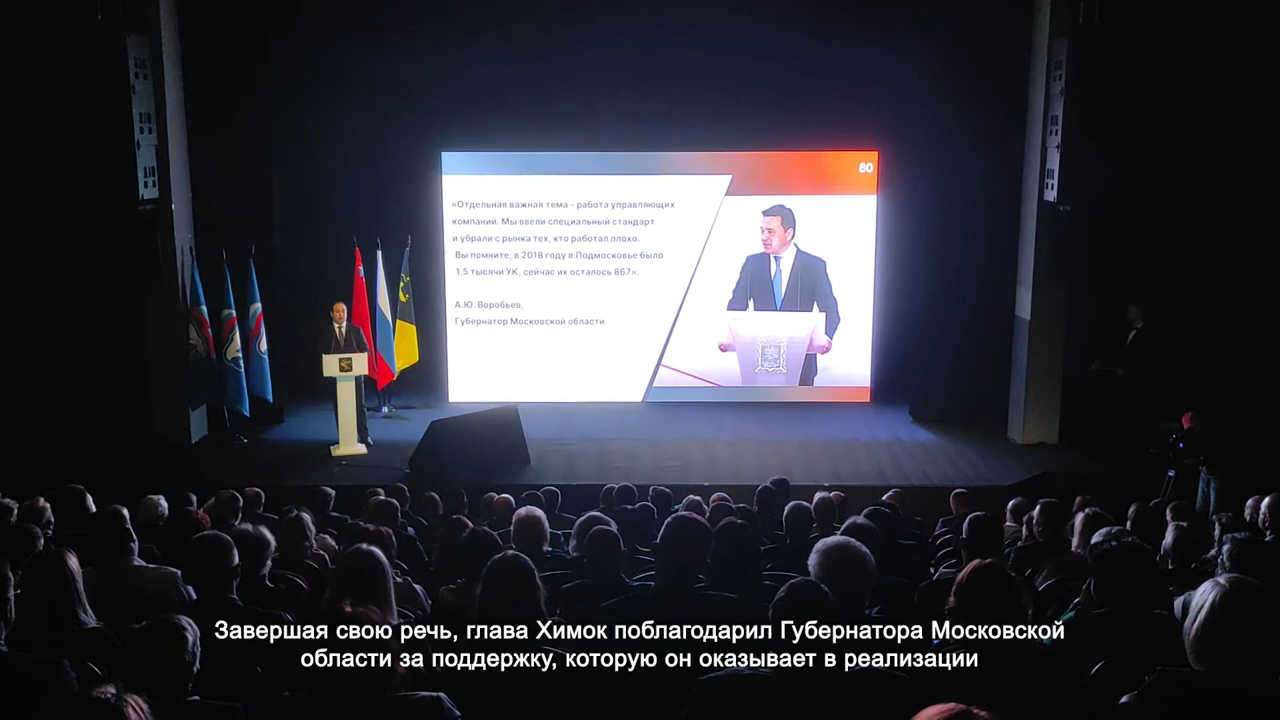 60
«Отдельная важная тема - работа управляющих
компаний. Мы ввели специальный стандарт
и убрали с рынка тех, кто работал плохо.
Вы помните, в 2018 году в Подмосковье было
1,5 тысячи УК, сейчас их осталось 867».
А.Ю. Воробьев,
Губернатор Московской области
Завершая свою речь, глава Химок поблагодарил Губернатора Московской
области за поддержку, которую он оказывает в реализации